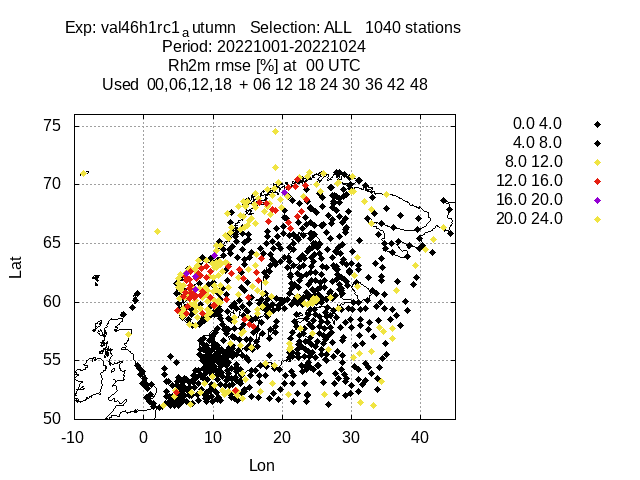 Exp: val46h1rc1ₐutumn Selection: ALL 1040 stations
Period: 20221001-20221024
Rh2m rmse [%] at 00 UTC
Used 00,06,12,18 + 06 12 18 24 30 36 42 48
0.0 4.0
4.0 8.0
8.0 12.0
12.0 16.0
16.0 20.0
20.0 24.0
75
70
65
60
55
50
Lat
-10 0 10 20 30 40
Lon